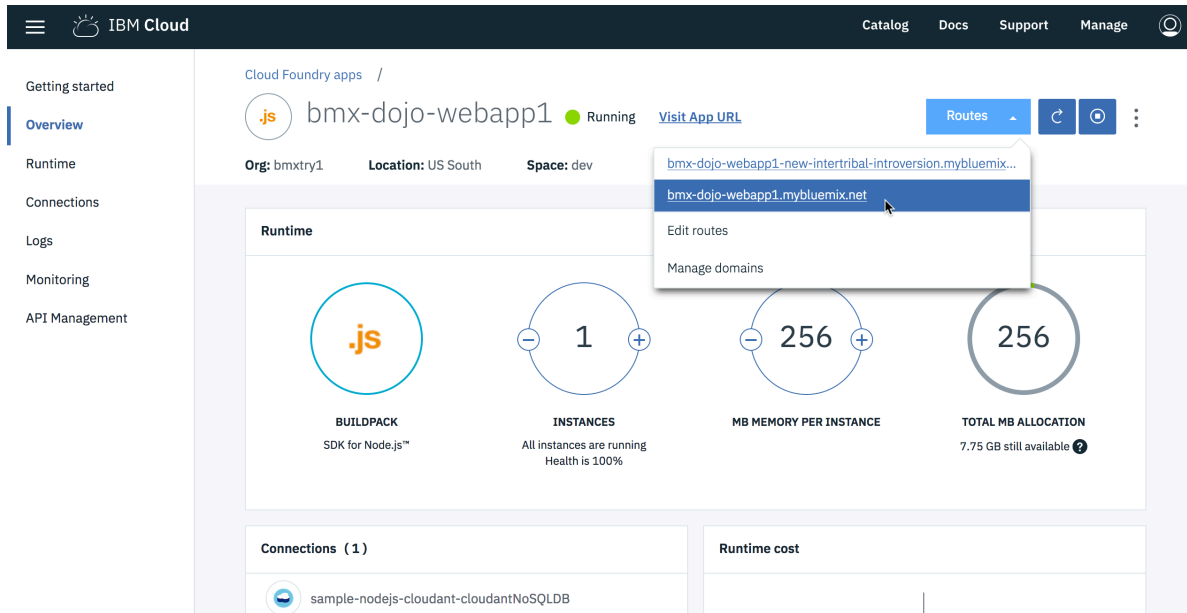 IBM Cloud
Catalog Docs Support Manage
Getting started
Overview
Runtime
Connections
Logs
Monitoring
API Management
Cloud Foundry apps /
.js bmx-dojo-webapp1 Running Visit App URL Routes
Org: bmxtry1 Location: US South Space: dev
bmx-dojo-webapp1-new-intertribal-introversion.mybluemix...
bmx-dojo-webapp1.mybluemix.net
Edit routes
Manage domains
Runtime
.js
BUILDPACK
SDK for Node.js™
− 1 +
INSTANCES
All instances are running
Health is 100%
− 256 +
MB MEMORY PER INSTANCE
256
TOTAL MB ALLOCATION
7.75 GB still available ?
Connections (1)
sample-nodejs-cloudant-cloudantNoSQLDB
Runtime cost